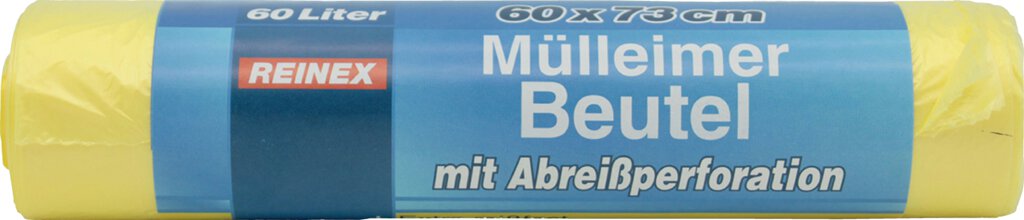 60 Liter
60 x 73 cm
REINEX
Mülleimer
Beutel
mit Abreißperforation